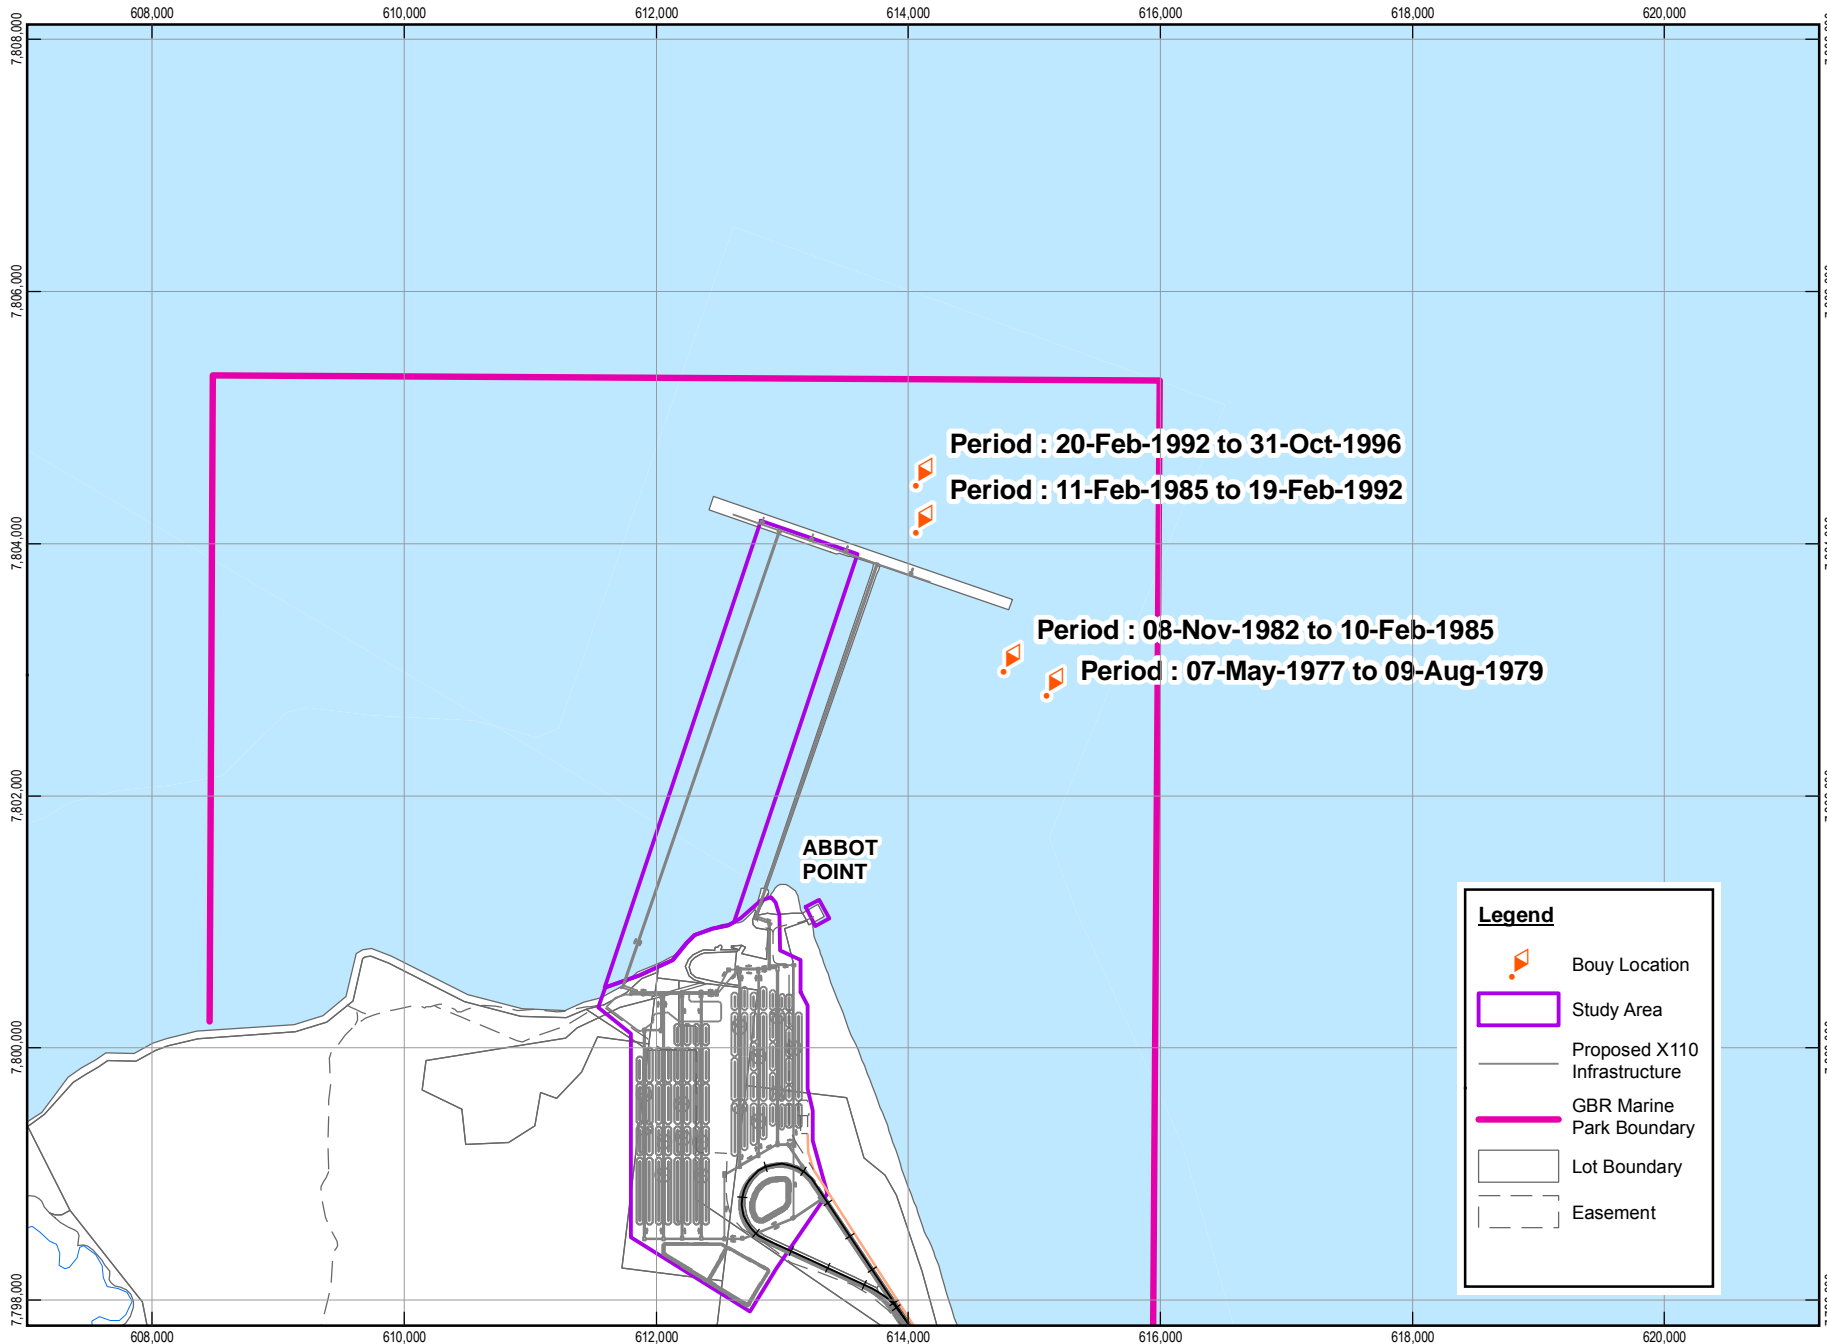 608,000
610,000
612,000
614,000
616,000
618,000
620,000
7,808,000
7,806,000
7,804,000
7,802,000
7,800,000
7,798,000
Period : 20-Feb-1992 to 31-Oct-1996
Period : 11-Feb-1985 to 19-Feb-1992
Period : 08-Nov-1982 to 10-Feb-1985
Period : 07-May-1977 to 09-Aug-1979
ABBOT
POINT
Legend
Bouy Location
Study Area
Proposed X110
Infrastructure
GBR Marine
Park Boundary
Lot Boundary
Easement
608,000
610,000
612,000
614,000
616,000
618,000
620,000